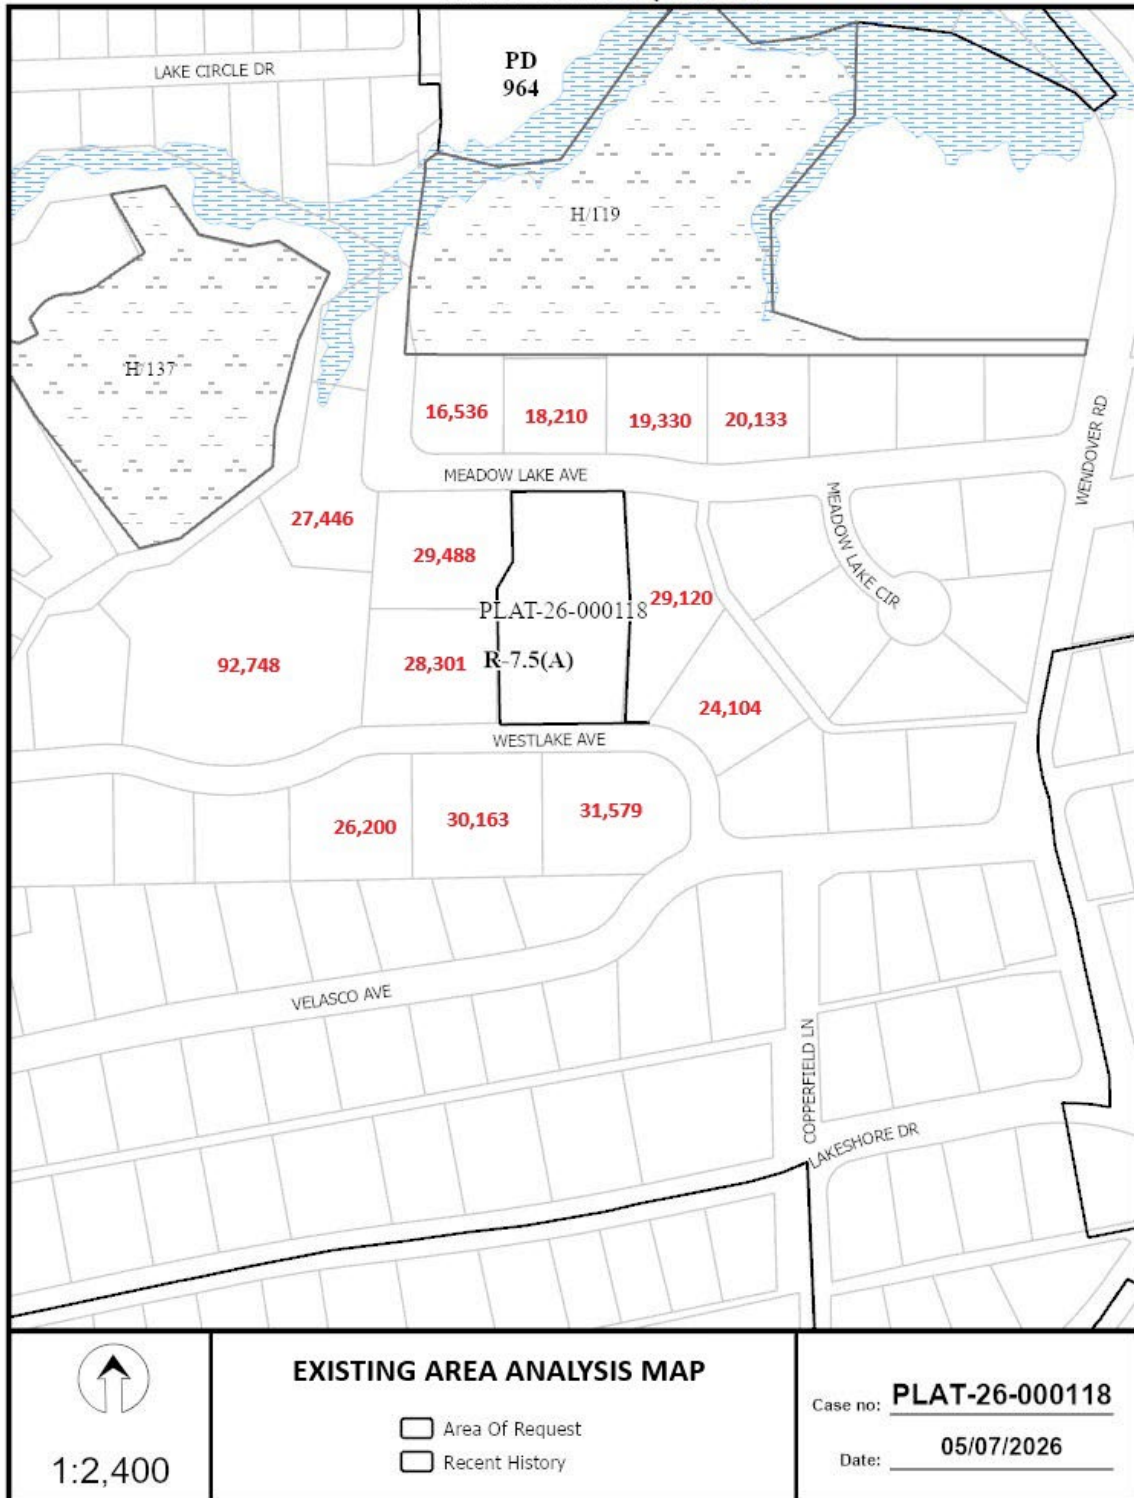 LAKE CIRCLE DR
PD
964
H/119
H/137
16,536
18,210
19,330
20,133
WENDOVER RD
MEADOW LAKE AVE
MEADOW LAKE CIR
27,446
29,488
PLAT-26-000118
29,120
92,748
28,301
R-7.5(A)
24,104
WESTLAKE AVE
26,200
30,163
31,579
VELASCO AVE
COPPERFIELD LN
LAKESHORE DR
1:2,400
EXISTING AREA ANALYSIS MAP
Area Of Request
Recent History
Case no: PLAT-26-000118
Date: 05/07/2026